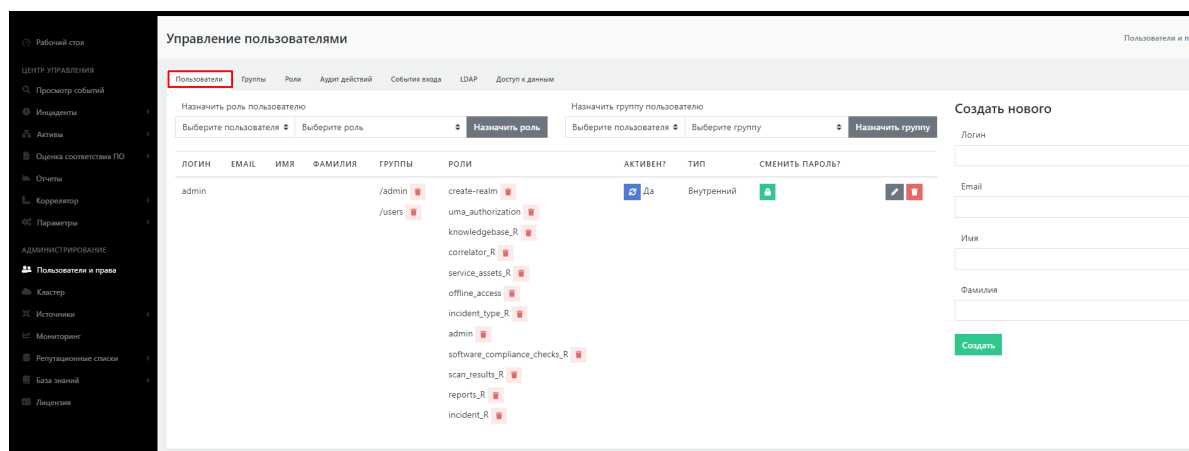 Рабочий стол
ЦЕНТР УПРАВЛЕНИЯ
Просмотр событий
Инциденты
Активы
Оценка соответствия ПО
Отчеты
Коррелятор
Параметры
АДМИНИСТРИРОВАНИЕ
Пользователи и права
Кластер
Источники
Мониторинг
Репутационные списки
База знаний
Лицензия
Управление пользователями
Пользователи и п
Пользователи Группы Роли Аудит действий События входа LDAP Доступ к данным
Назначить роль пользователю
Выберите пользователя Выберите роль Назначить роль
Назначить группу пользователю
Выберите пользователя Выберите группу Назначить группу
ЛОГИН EMAIL ИМЯ ФАМИЛИЯ ГРУППЫ РОЛИ АКТИВЕН? ТИП СМЕНИТЬ ПАРОЛЬ?
admin /admin create-realm Да Внутренний
/users uma_authorization
knowledgebase_R
correlator_R
service_assets_R
offline_access
incident_type_R
admin
software_compliance_checks_R
scan_results_R
reports_R
incident_R
Создать нового
Логин
Email
Имя
Фамилия
Создать